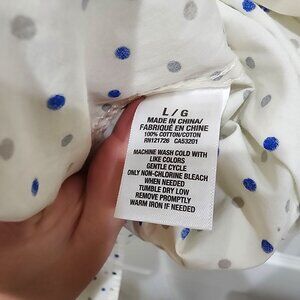 L / G
MADE IN CHINA/
FABRIQUÉ EN CHINE
100% COTTON/COTON
RN121726 CA53201
MACHINE WASH COLD WITH
LIKE COLORS
GENTLE CYCLE
ONLY NON-CHLORINE BLEACH
WHEN NEEDED
TUMBLE DRY LOW
REMOVE PROMPTLY
WARM IRON IF NEEDED